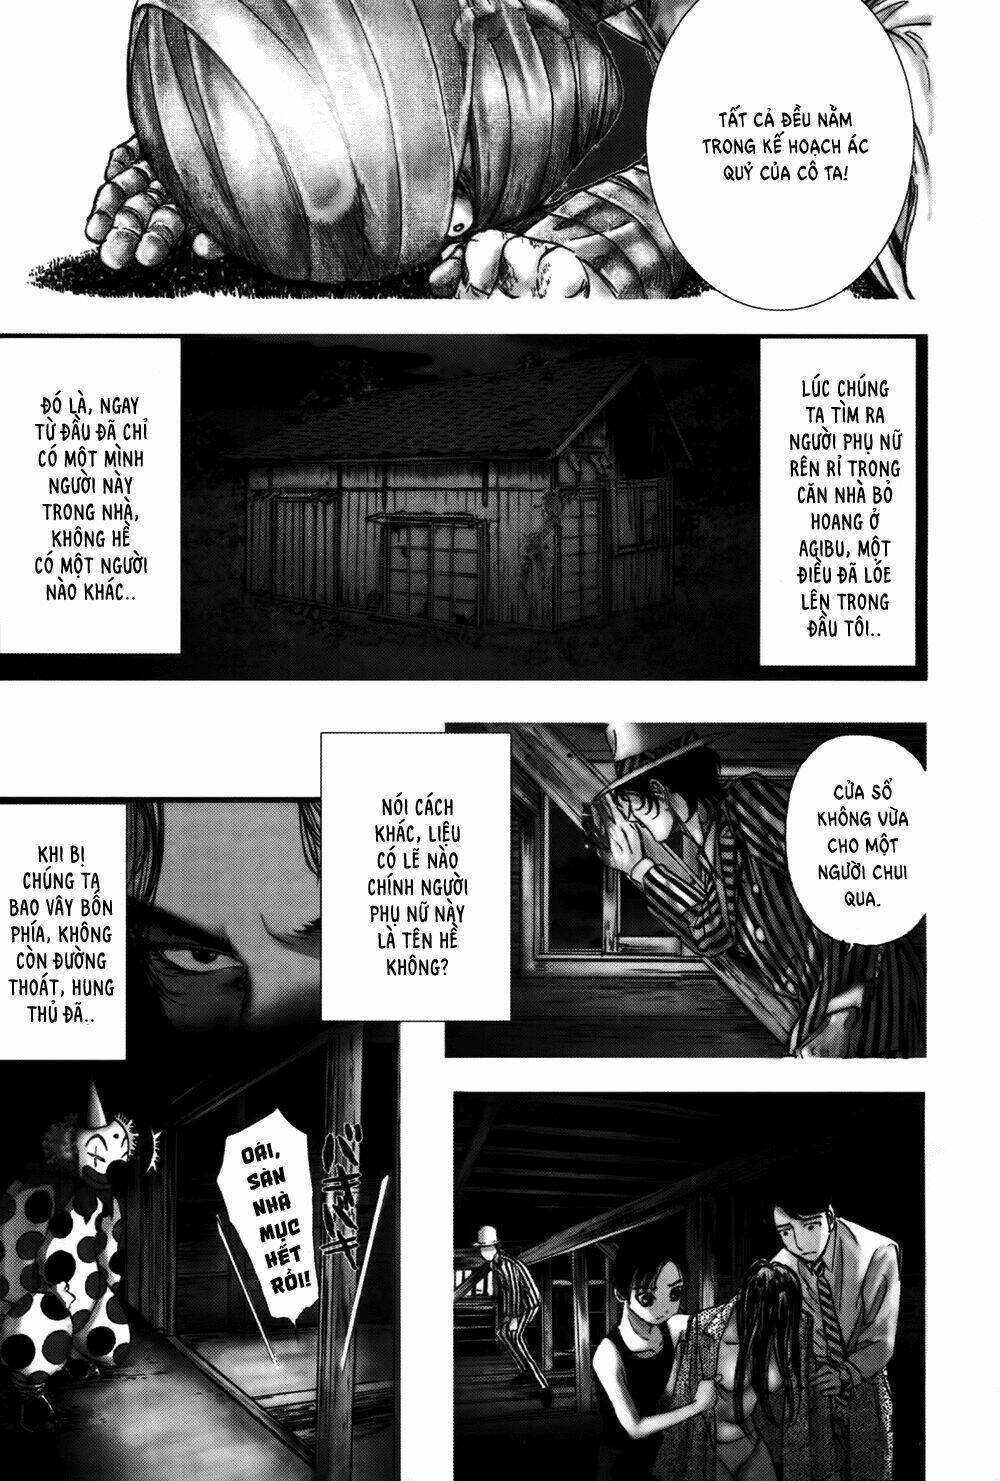 TẤT CẢ ĐỀU NẰM
TRONG KẾ HOẠCH ÁC
QUỶ CỦA CÔ TA!
LÚC CHÚNG
TA TÌM RA
NGƯỜI PHỤ NỮ
RÊN RỈ TRONG
CĂN NHÀ BỎ
HOANG Ở
AGIBU, MỘT
ĐIỀU ĐÃ LÓE
LÊN TRONG
ĐẦU TÔI..
ĐÓ LÀ, NGAY
TỪ ĐẦU ĐÃ CHỈ
CÓ MỘT MÌNH
NGƯỜI NÀY
TRONG NHÀ,
KHÔNG HỀ
CÓ MỘT NGƯỜI
NÀO KHÁC..
CỬA SỔ
KHÔNG VỪA
CHO MỘT
NGƯỜI CHUI
QUA.
NÓI CÁCH
KHÁC, LIỆU
CÓ LẼ NÀO
CHÍNH NGƯỜI
PHỤ NỮ NÀY
LÀ TÊN HỀ
KHÔNG?
KHI BỊ
CHÚNG TA
BAO VÂY BỐN
PHÍA, KHÔNG
CÒN ĐƯỜNG
THOÁT, HUNG
THỦ ĐÃ..
OÁI,
SÀN
NHÀ
MỤC
HẾT
RỒI!
バキバキ